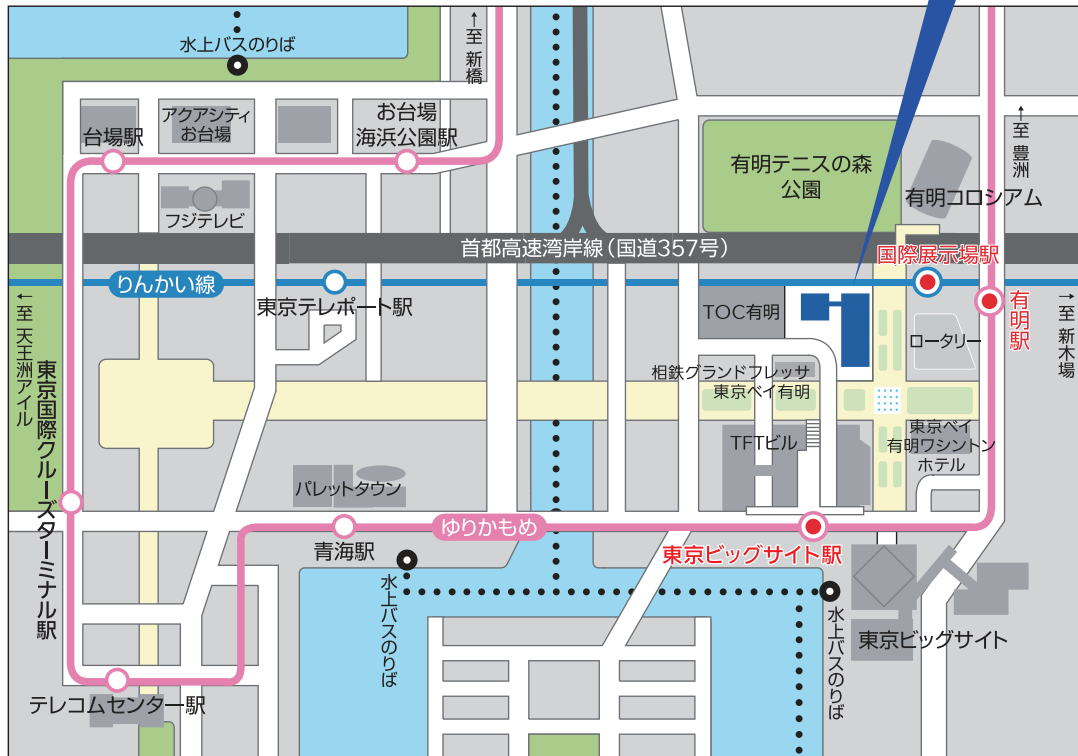 水上バスのりば
↑至 新橋
アクアシティ
お台場
お台場
海浜公園駅
台場駅
↑至 豊洲
有明テニスの森
公園
有明コロシアム
フジテレビ
首都高速湾岸線（国道357号）
国際展示場駅
りんかい線
東京テレポート駅
←至 天王洲アイル
TOC有明
有明駅
→至 新木場
ロータリー
相鉄グランドフレッサ
東京ベイ有明
東京国際クルーズターミナル駅
TFTビル
東京ベイ
有明ワシントン
ホテル
パレットタウン
ゆりかもめ
青海駅
東京ビッグサイト駅
水上バスのりば
水上バスのりば
東京ビッグサイト
テレコムセンター駅